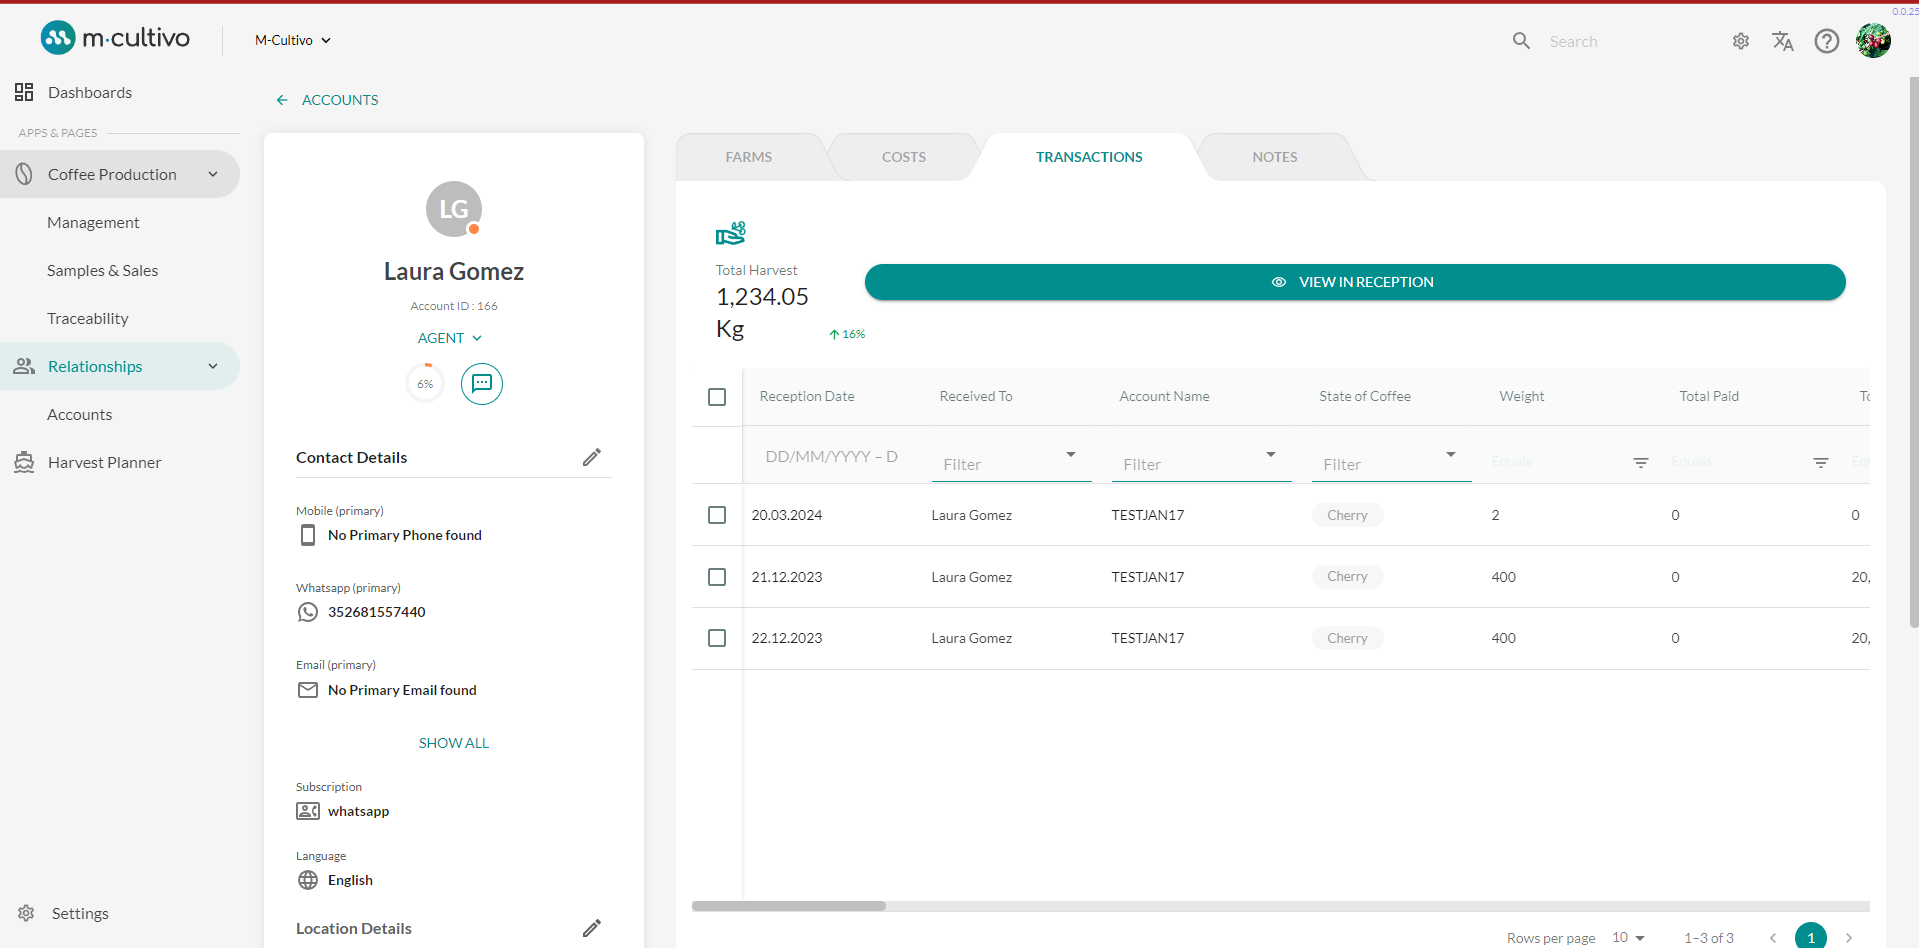 0.0.25
m·cultivo
M-Cultivo
Search
Dashboards
APPS & PAGES
Coffee Production
Management
Samples & Sales
Traceability
Relationships
Accounts
Harvest Planner
Settings
ACCOUNTS
LG
Laura Gomez
Account ID : 166
AGENT
6%
Contact Details
Mobile (primary)
No Primary Phone found
Whatsapp (primary)
352681557440
Email (primary)
No Primary Email found
SHOW ALL
Subscription
whatsapp
Language
English
Location Details
FARMS COSTS TRANSACTIONS NOTES
Total Harvest
1,234.05
Kg
16%
VIEW IN RECEPTION
Reception Date Received To Account Name State of Coffee Weight Total Paid
DD/MM/YYYY – D Filter Filter Filter Equals Equals
20.03.2024 Laura Gomez TESTJAN17 Cherry 2 0 0
21.12.2023 Laura Gomez TESTJAN17 Cherry 400 0 20,
22.12.2023 Laura Gomez TESTJAN17 Cherry 400 0 20,
Rows per page 10 1–3 of 3 1